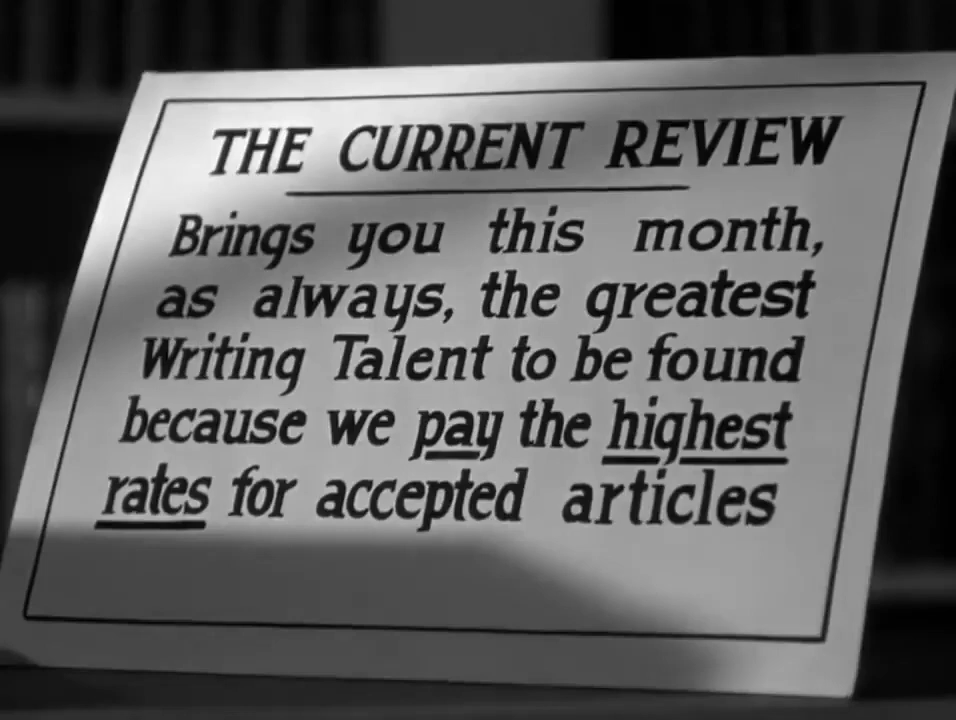 THE CURRENT REVIEW
Brings you this month,
as always, the greatest
Writing Talent to be found
because we pay the highest
rates for accepted articles